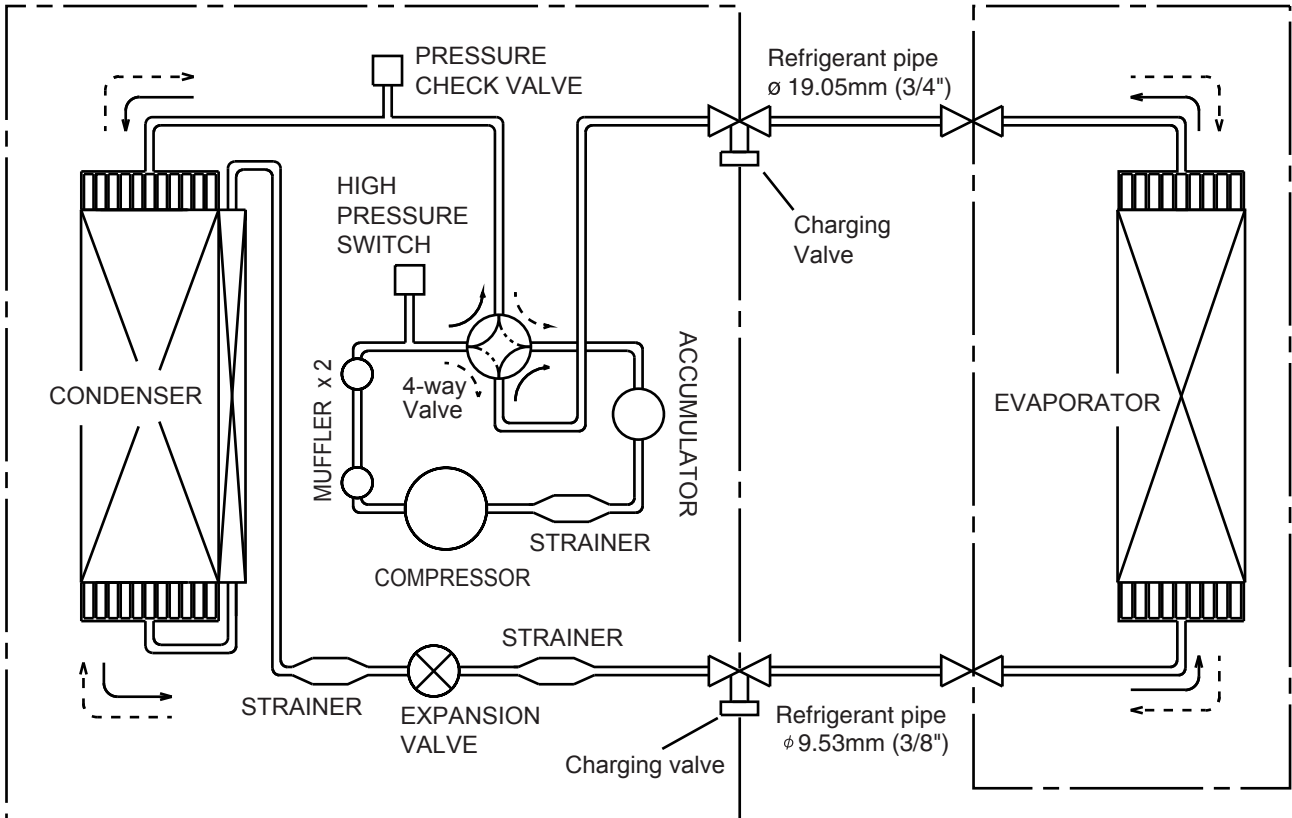 PRESSURE
CHECK VALVE
Refrigerant pipe
ø 19.05mm (3/4")
HIGH
PRESSURE
SWITCH
Charging
Valve
CONDENSER
MUFFLER x 2
4-way
Valve
ACCUMULATOR
EVAPORATOR
STRAINER
COMPRESSOR
STRAINER
STRAINER
EXPANSION
VALVE
Refrigerant pipe
ϕ 9.53mm (3/8")
Charging valve